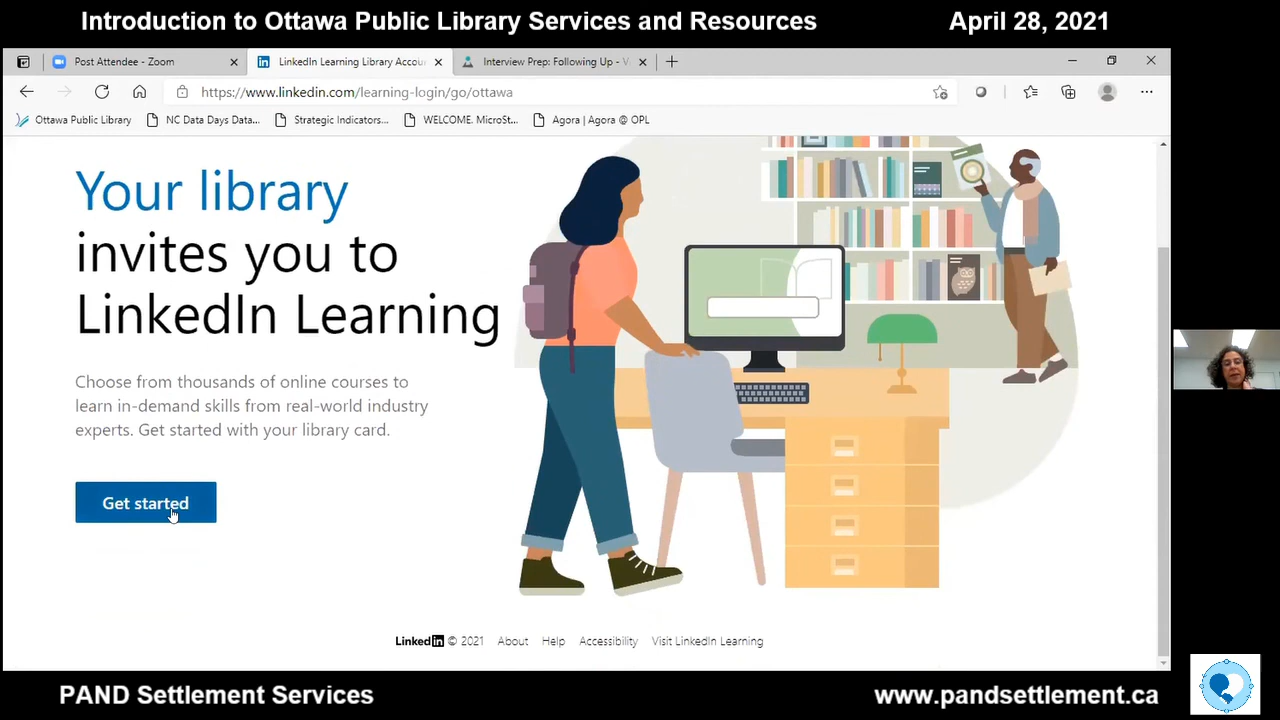 Introduction to Ottawa Public Library Services and Resources April 28, 2021
Post Attendee - Zoom
LinkedIn Learning Library Accou
Interview Prep: Following Up - V
https://www.linkedin.com/learning-login/go/ottawa
Ottawa Public Library
NC Data Days Data...
Strategic Indicators...
WELCOME. MicroSt...
Agora | Agora @ OPL
Your library
invites you to
LinkedIn Learning
Choose from thousands of online courses to
learn in-demand skills from real-world industry
experts. Get started with your library card.
Get started
LinkedIn © 2021 About Help Accessibility Visit LinkedIn Learning
PAND Settlement Services www.pandsettlement.ca